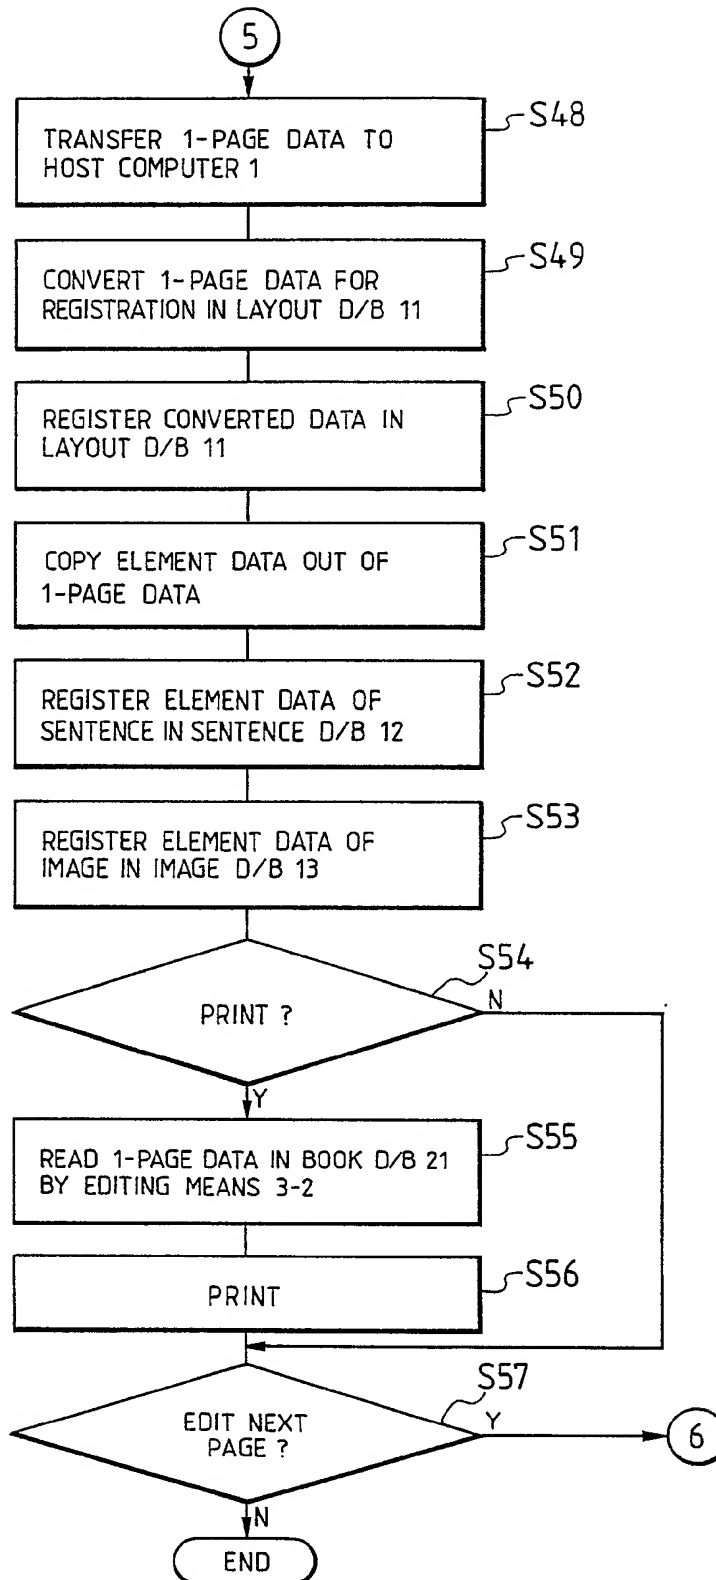 5
TRANSFER 1-PAGE DATA TO
HOST COMPUTER 1
S48
CONVERT 1-PAGE DATA FOR
REGISTRATION IN LAYOUT D/B 11
S49
REGISTER CONVERTED DATA IN
LAYOUT D/B 11
S50
COPY ELEMENT DATA OUT OF
1-PAGE DATA
S51
REGISTER ELEMENT DATA OF
SENTENCE IN SENTENCE D/B 12
S52
REGISTER ELEMENT DATA OF
IMAGE IN IMAGE D/B 13
S53
S54
PRINT ?
N
Y
READ 1-PAGE DATA IN BOOK D/B 21
BY EDITING MEANS 3-2
S55
PRINT
S56
S57
EDIT NEXT
PAGE ?
Y
6
N
END